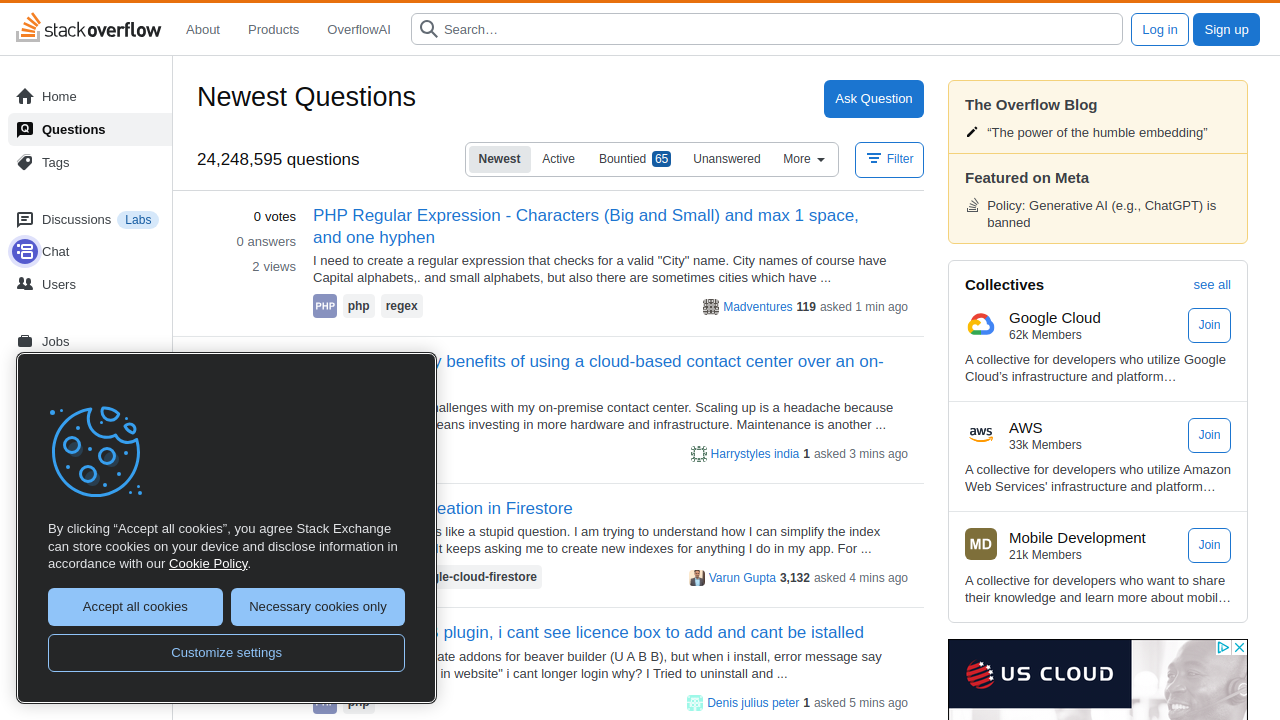 stack overflow
About
Products
OverflowAI
Search…
Log in
Sign up
Home
Questions
Tags
Discussions
Labs
Chat
Users
Jobs
Newest Questions
Ask Question
24,248,595 questions
Newest
Active
Bountied 65
Unanswered
More
Filter
0 votes
0 answers
2 views
PHP Regular Expression - Characters (Big and Small) and max 1 space,
and one hyphen
I need to create a regular expression that checks for a valid "City" name. City names of course have
Capital alphabets,. and small alphabets, but also there are sometimes cities which have ...
PHP
php
regex
Madventures 119 asked 1 min ago
benefits of using a cloud-based contact center over an on-
challenges with my on-premise contact center. Scaling up is a headache because
means investing in more hardware and infrastructure. Maintenance is another ...
Harrystyles india 1 asked 3 mins ago
in Firestore
like a stupid question. I am trying to understand how I can simplify the index
It keeps asking me to create new indexes for anything I do in my app. For ...
gle-cloud-firestore
Varun Gupta 3,132 asked 4 mins ago
plugin, i cant see licence box to add and cant be istalled
ate addons for beaver builder (U A B B), but when i install, error message say
in website" i cant longer login why? I Tried to uninstall and ...
php
Denis julius peter 1 asked 5 mins ago
By clicking “Accept all cookies”, you agree Stack Exchange
can store cookies on your device and disclose information in
accordance with our Cookie Policy.
Accept all cookies
Necessary cookies only
Customize settings
The Overflow Blog
“The power of the humble embedding”
Featured on Meta
Policy: Generative AI (e.g., ChatGPT) is
banned
Collectives
see all
Google Cloud
62k Members
Join
A collective for developers who utilize Google
Cloud’s infrastructure and platform…
aws
AWS
33k Members
Join
A collective for developers who utilize Amazon
Web Services' infrastructure and platform…
MD
Mobile Development
21k Members
Join
A collective for developers who want to share
their knowledge and learn more about mobil…
US CLOUD